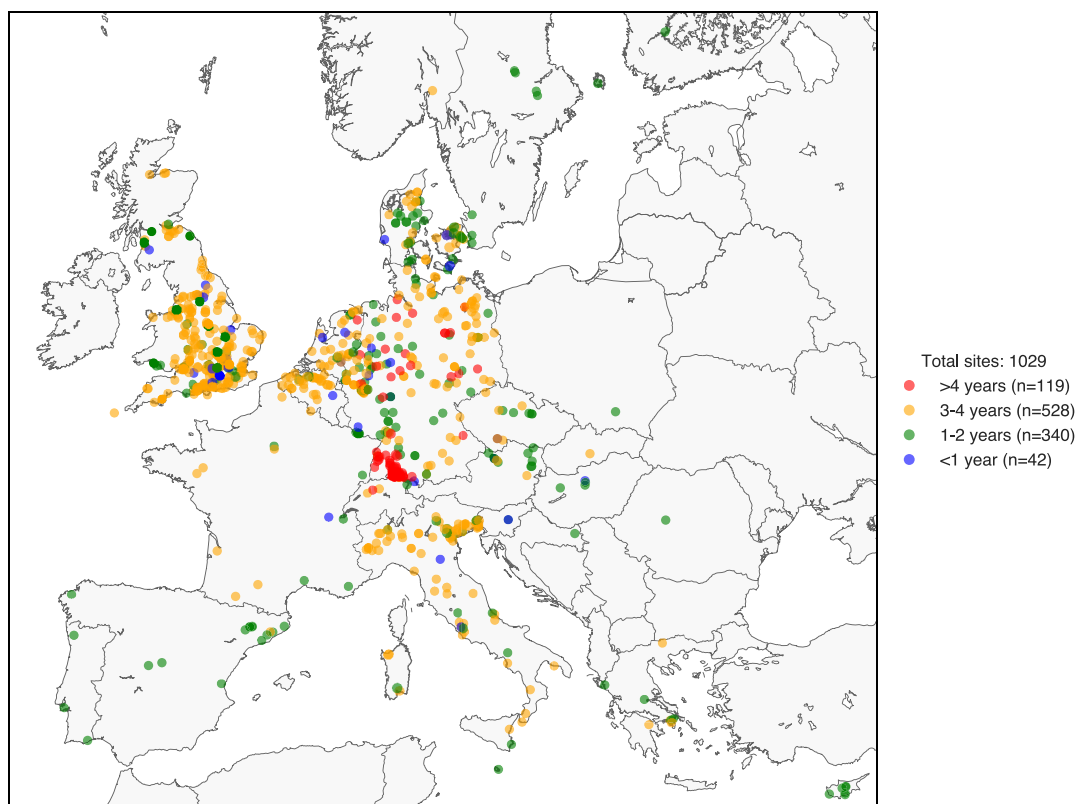 Total sites: 1029
>4 years (n=119)
3-4 years (n=528)
1-2 years (n=340)
<1 year (n=42)